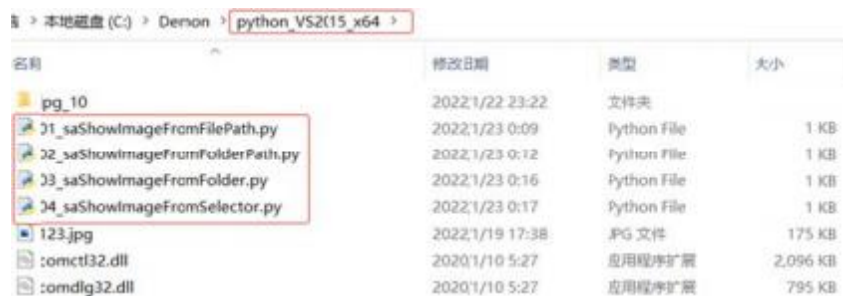 > 本地磁盘 (C:) > Demon > python_VS2015_x64 >
名称 修改日期 类型 大小
jpg_10 2022/1/22 23:22 文件夹
01_saShowImageFromFilePath.py 2022/1/23 0:09 Python File 1 KB
02_saShowImageFromFolderPath.py 2022/1/23 0:12 Python File 1 KB
03_saShowImageFromFolder.py 2022/1/23 0:16 Python File 1 KB
04_saShowImageFromSelector.py 2022/1/23 0:17 Python File 1 KB
123.jpg 2022/1/19 17:38 JPG 文件 175 KB
comctl32.dll 2020/1/10 5:27 应用程序扩展 2,096 KB
comdlg32.dll 2020/1/10 5:27 应用程序扩展 795 KB